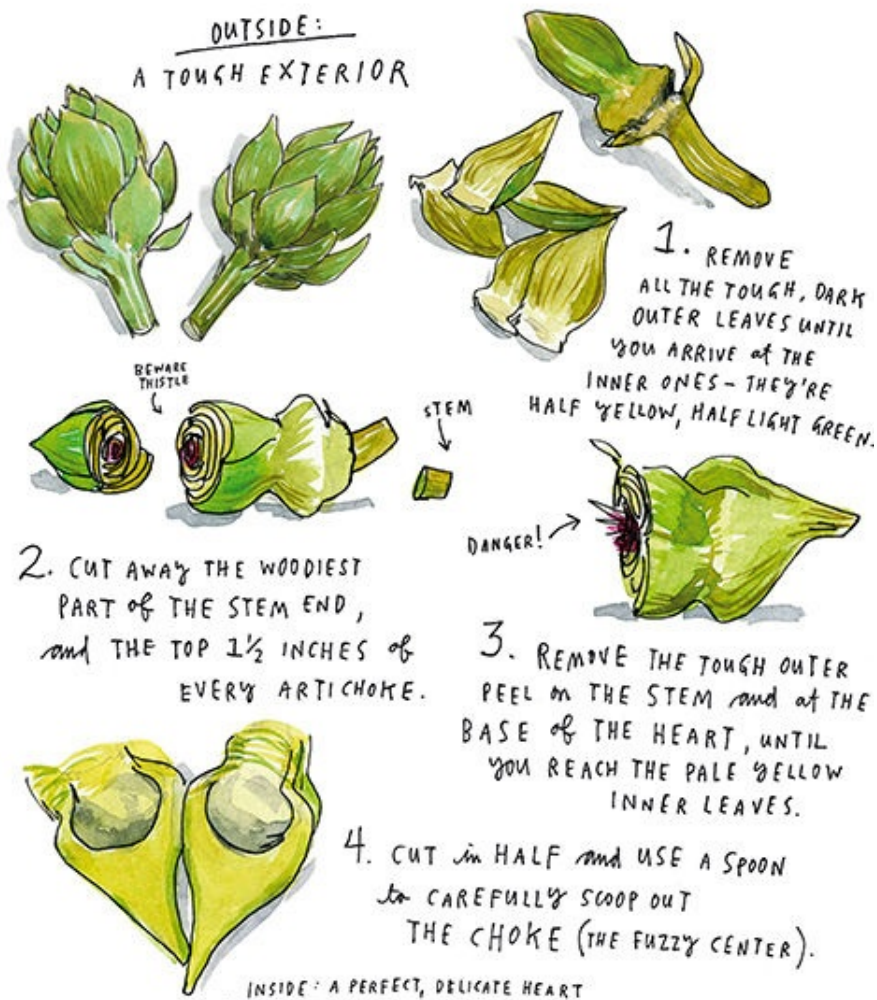 OUTSIDE:
A TOUGH EXTERIOR
1. REMOVE
ALL THE TOUGH, DARK
OUTER LEAVES UNTIL
YOU ARRIVE at THE
INNER ONES - THEY'RE
HALF YELLOW, HALF LIGHT GREEN.
BEWARE
THISTLE
STEM
2. CUT AWAY THE WOODIEST
PART of THE STEM END,
and THE TOP 1½ INCHES of
EVERY ARTICHOKE.
DANGER!
3. REMOVE THE TOUGH OUTER
PEEL on THE STEM and at THE
BASE of THE HEART, UNTIL
YOU REACH THE PALE YELLOW
INNER LEAVES.
4. CUT in HALF and USE A SPOON
to CAREFULLY SCOOP OUT
THE CHOKE (THE FUZZY CENTER).
INSIDE: A PERFECT, DELICATE HEART